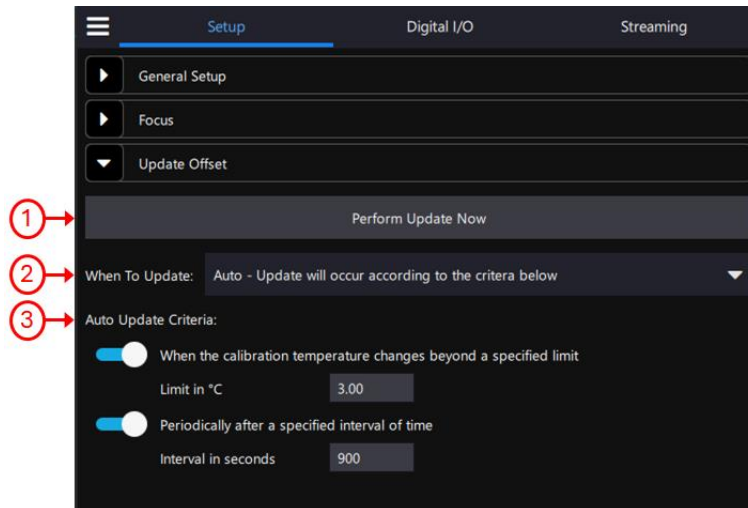 Setup Digital I/O Streaming
General Setup
Focus
Update Offset
1 Perform Update Now
2 When To Update: Auto - Update will occur according to the critera below
3 Auto Update Criteria:
When the calibration temperature changes beyond a specified limit
Limit in °C 3.00
Periodically after a specified interval of time
Interval in seconds 900